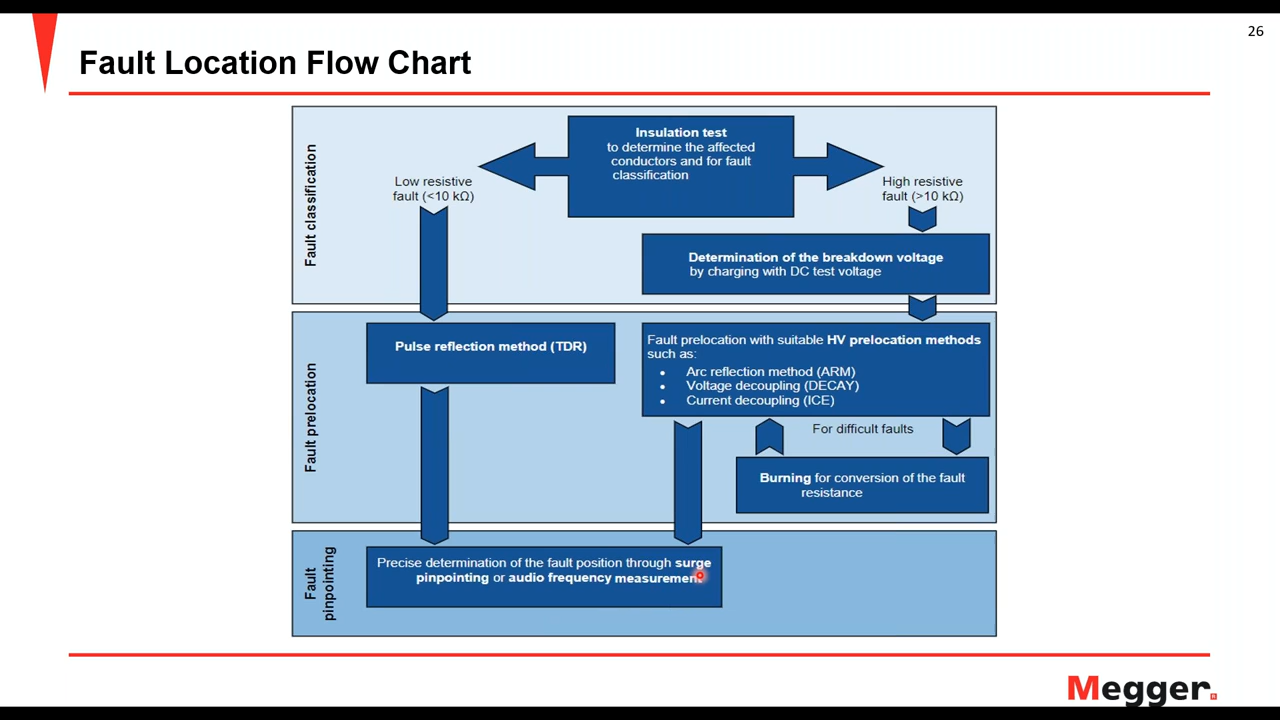 26
Fault Location Flow Chart
Fault classification
Insulation test
to determine the affected
conductors and for fault
classification
Low resistive
fault (<10 kΩ)
High resistive
fault (>10 kΩ)
Determination of the breakdown voltage
by charging with DC test voltage
Fault prelocation
Pulse reflection method (TDR)
Fault prelocation with suitable HV prelocation methods
such as:
• Arc reflection method (ARM)
• Voltage decoupling (DECAY)
• Current decoupling (ICE)
For difficult faults
Burning for conversion of the fault
resistance
Fault
pinpointing
Precise determination of the fault position through surge
pinpointing or audio frequency measurement
Megger